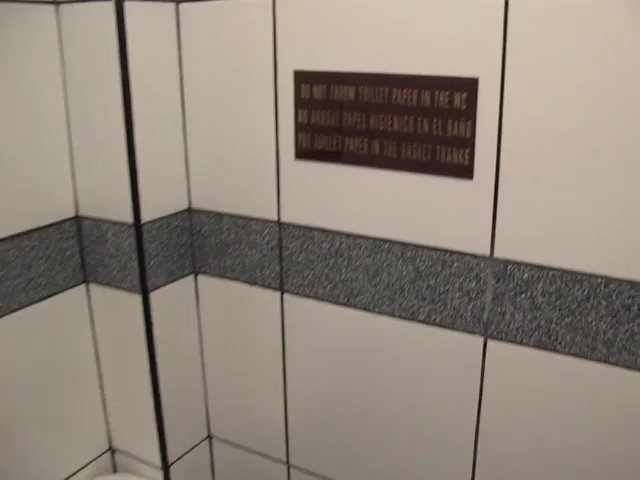 DO NOT THROW TOILET PAPER IN THE WC
NO ARROJE PAPEL HIGIENICO EN EL BAÑO
PUT TOILET PAPER IN THE BASKET THANKS